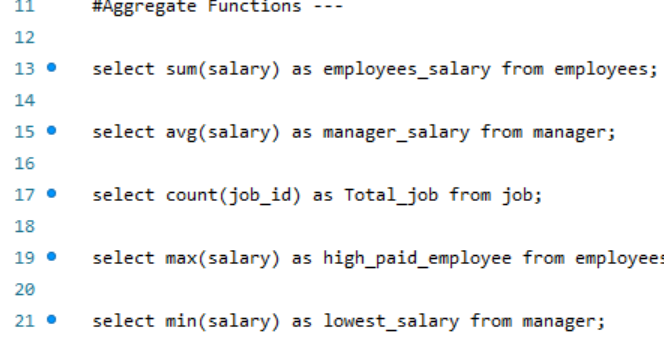 11 #Aggregate Functions ---
12
13 select sum(salary) as employees_salary from employees;
14
15 select avg(salary) as manager_salary from manager;
16
17 select count(job_id) as Total_job from job;
18
19 select max(salary) as high_paid_employee from employees
20
21 select min(salary) as lowest_salary from manager;